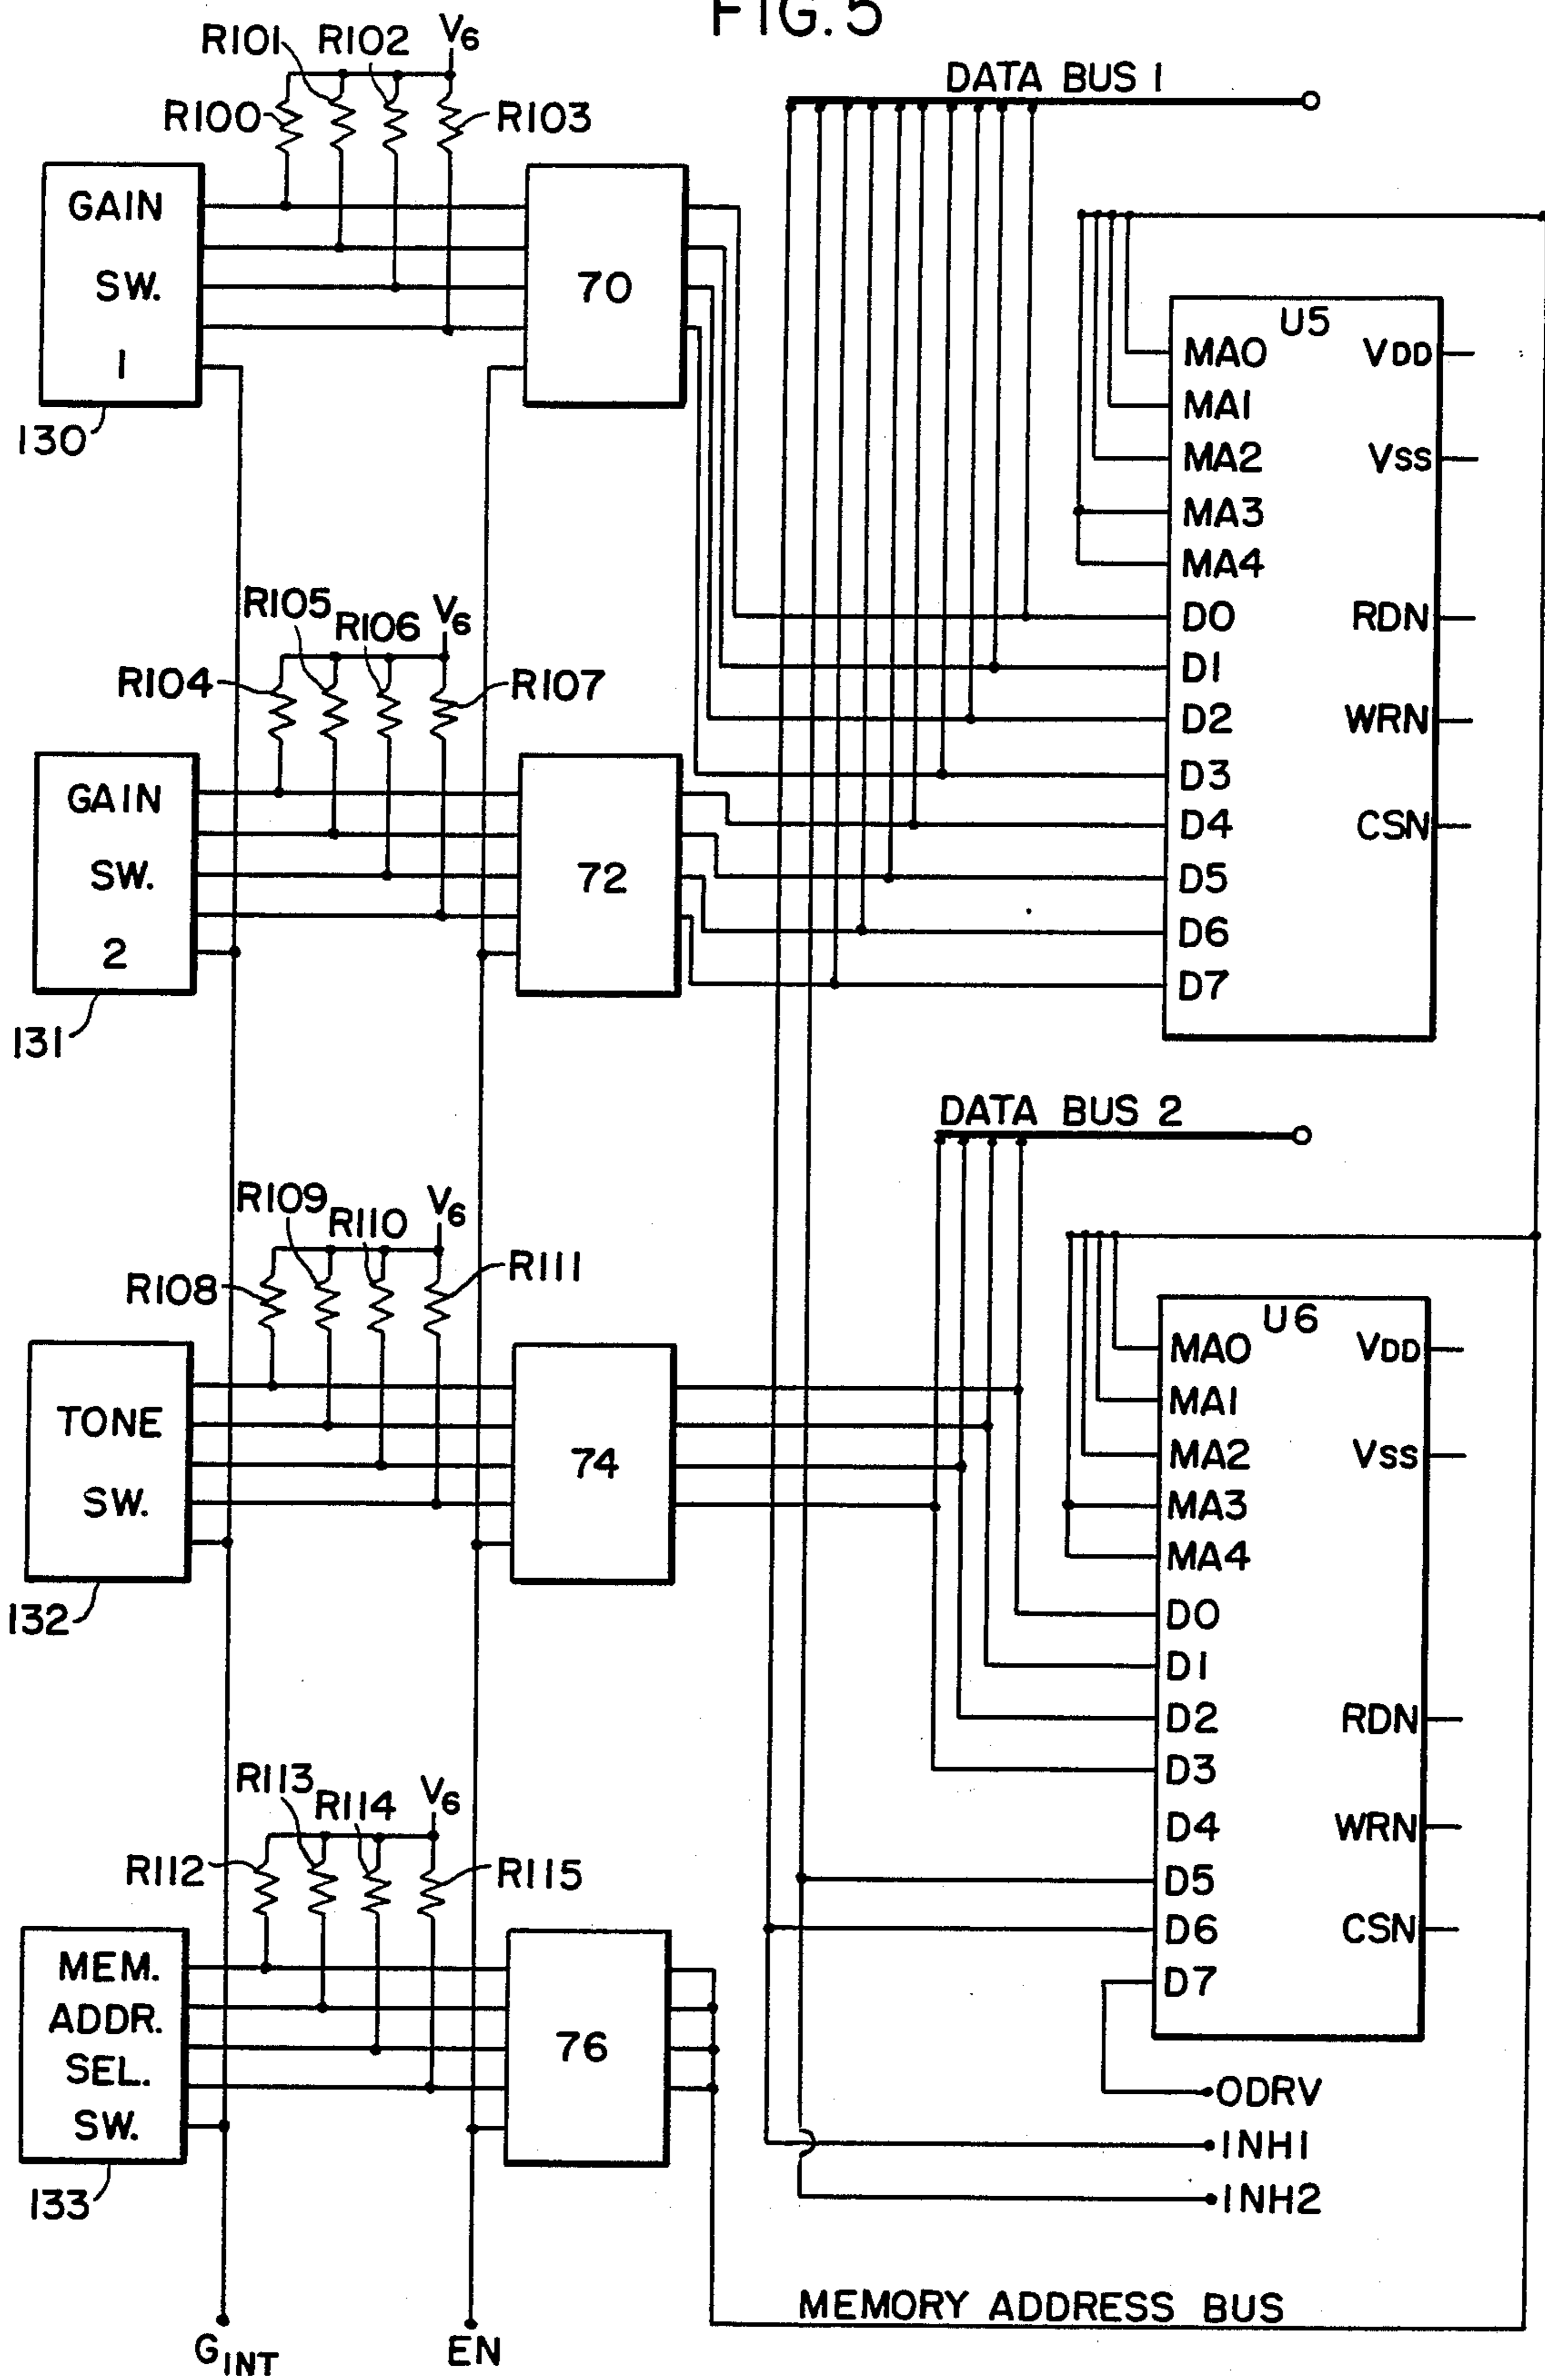 FIG. 5
R101 R102 V6
R100 R103
DATA BUS 1
GAIN
SW.
1
130
70
U5
MA0 VDD
MA1
MA2 VSS
MA3
MA4
D0 RDN
D1
D2 WRN
D3
D4 CSN
D5
D6
D7
R105 R106 V6
R104 R107
GAIN
SW.
2
131
72
DATA BUS 2
R109 R110 V6
R108 R111
TONE
SW.
132
74
U6
MA0 VDD
MA1
MA2 VSS
MA3
MA4
D0
D1
D2 RDN
D3
D4 WRN
D5
D6 CSN
D7
R113 R114 V6
R112 R115
MEM.
ADDR.
SEL.
SW.
133
76
ODRV
INH1
INH2
MEMORY ADDRESS BUS
GINT EN